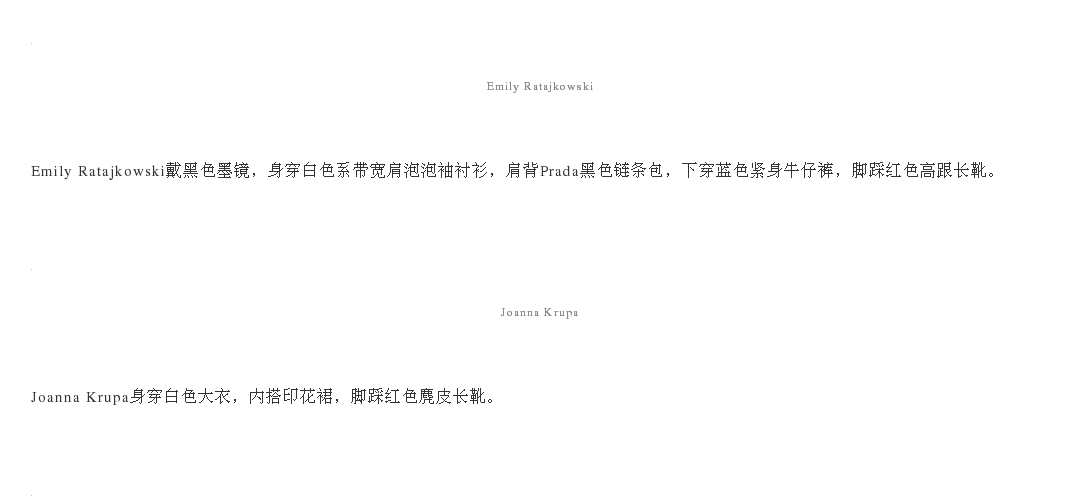 Emily Ratajkowski
Emily Ratajkowski戴黑色墨镜，身穿白色系带宽肩泡泡袖衬衫，肩背Prada黑色链条包，下穿蓝色紧身牛仔裤，脚踩红色高跟长靴。
Joanna Krupa
Joanna Krupa身穿白色大衣，内搭印花裙，脚踩红色麂皮长靴。